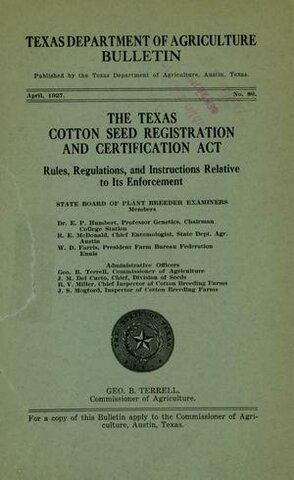 TEXAS DEPARTMENT OF AGRICULTURE
BULLETIN
Published by the Texas Department of Agriculture, Austin, Texas.
April, 1927. No. 89.
THE TEXAS
COTTON SEED REGISTRATION
AND CERTIFICATION ACT
Rules, Regulations, and Instructions Relative
to Its Enforcement
STATE BOARD OF PLANT BREEDER EXAMINERS
Members
Dr. E. P. Humbert, Professor Genetics, Chairman
College Station
R. E. McDonald, Chief Entomologist, State Dept. Agr.
Austin
W. D. Farris, President Farm Bureau Federation
Ennis
Administrative Officers
Geo. B. Terrell, Commissioner of Agriculture
J. M. Del Curto, Chief, Division of Seeds
R. V. Miller, Chief Inspector of Cotton Breeding Farms
J. S. Mogford, Inspector of Cotton Breeding Farms
GEO. B. TERRELL,
Commissioner of Agriculture.
For a copy of this Bulletin apply to the Commissioner of Agri-
culture, Austin, Texas.